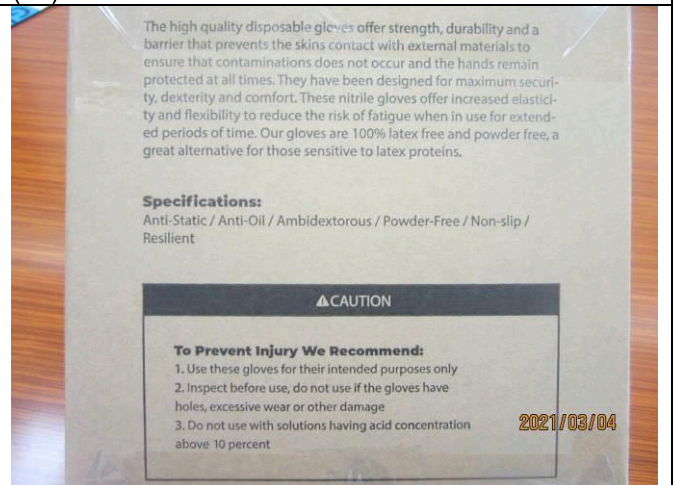 The high quality disposable gloves offer strength, durability and a
barrier that prevents the skins contact with external materials to
ensure that contaminations does not occur and the hands remain
protected at all times. They have been designed for maximum securi-
ty, dexterity and comfort. These nitrile gloves offer increased elastici-
ty and flexibility to reduce the risk of fatigue when in use for extend-
ed periods of time. Our gloves are 100% latex free and powder free, a
great alternative for those sensitive to latex proteins.
Specifications:
Anti-Static / Anti-Oil / Ambidextorous / Powder-Free / Non-slip /
Resilient
⚠CAUTION
To Prevent Injury We Recommend:
1. Use these gloves for their intended purposes only
2. Inspect before use, do not use if the gloves have
holes, excessive wear or other damage
3. Do not use with solutions having acid concentration
above 10 percent
2021/03/04